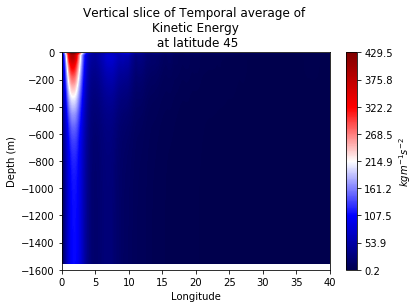 Vertical slice of Temporal average of
Kinetic Energy
at latitude 45
0
−200
−400
−600
−800
−1000
−1200
−1400
−1600
Depth (m)
0 5 10 15 20 25 30 35 40
Longitude
429.5
375.8
322.2
268.5
214.9
161.2
107.5
53.9
0.2
kgm⁻¹s⁻²